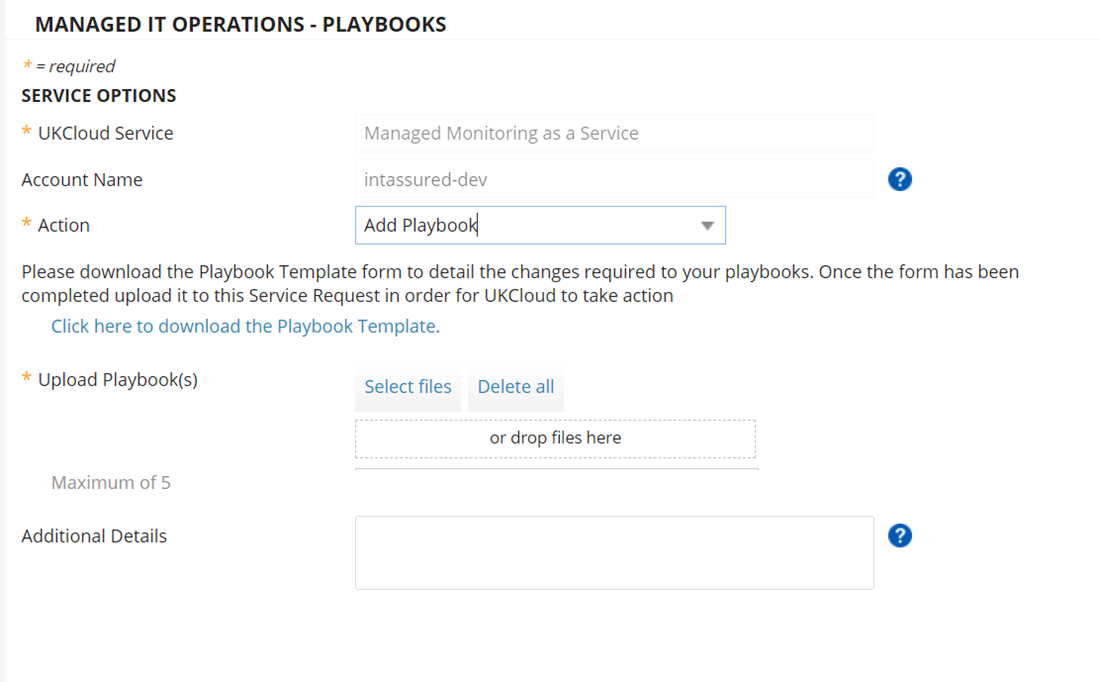 MANAGED IT OPERATIONS - PLAYBOOKS
* = required
SERVICE OPTIONS
* UKCloud Service
Managed Monitoring as a Service
Account Name
intassured-dev
?
* Action
Add Playbook
Please download the Playbook Template form to detail the changes required to your playbooks. Once the form has been
completed upload it to this Service Request in order for UKCloud to take action
Click here to download the Playbook Template.
* Upload Playbook(s)
Select files
Delete all
or drop files here
Maximum of 5
Additional Details
?